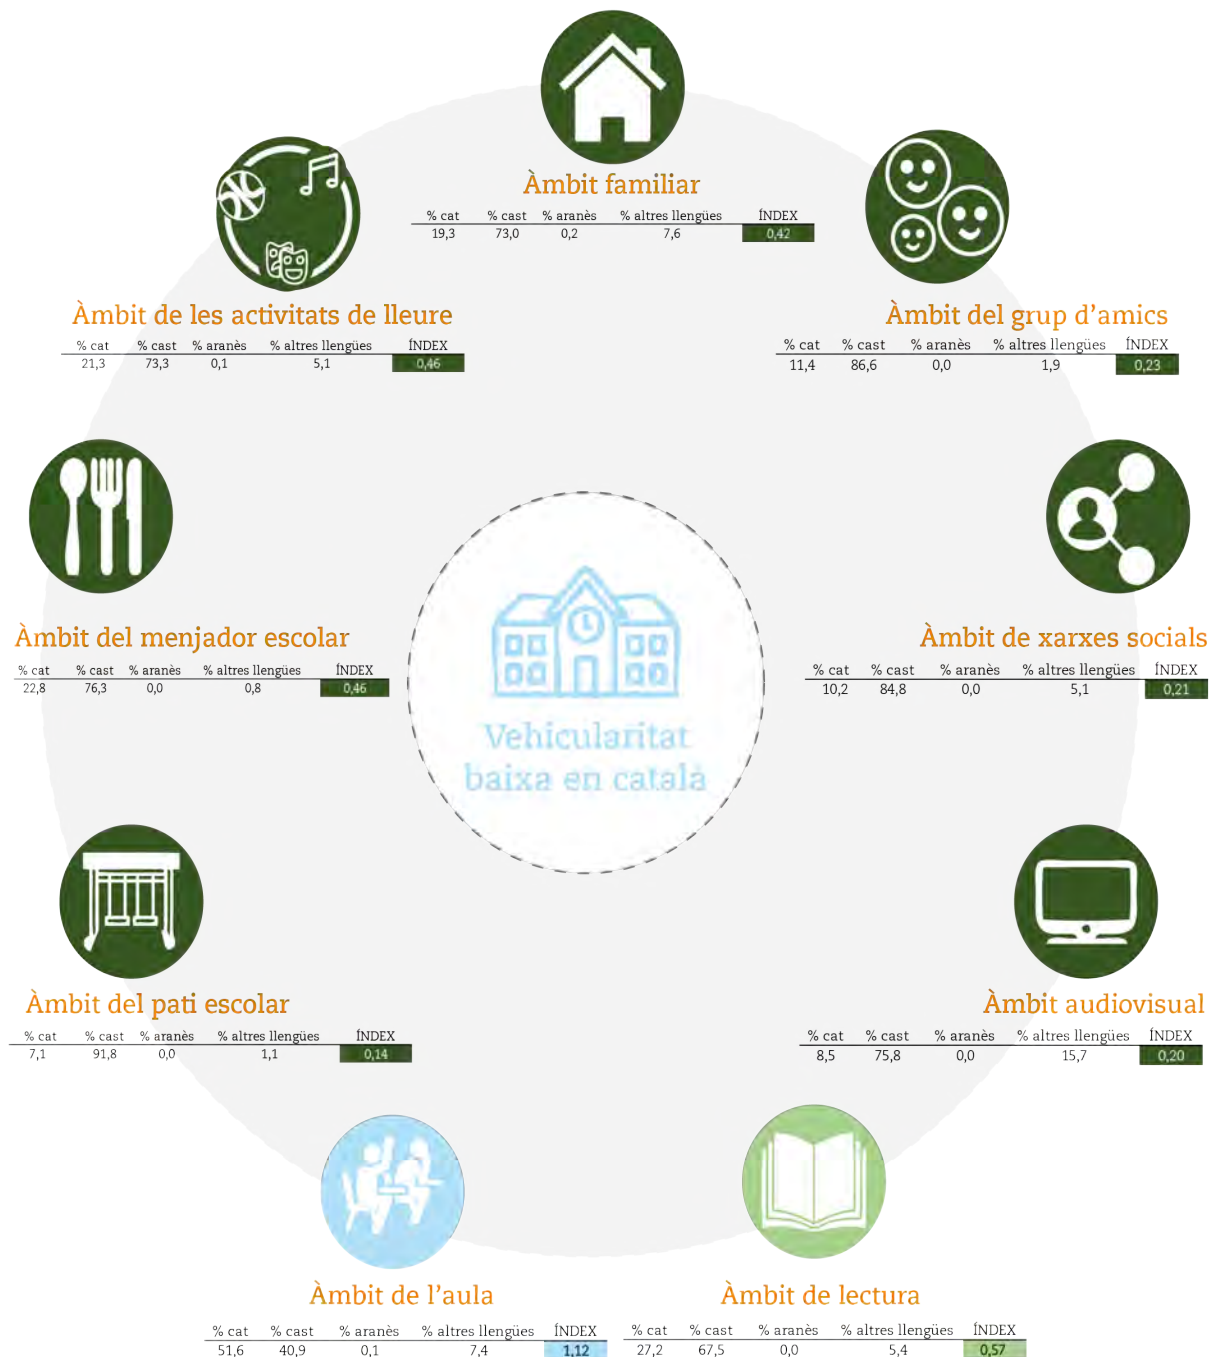 Àmbit familiar
% cat % cast % aranès % altres llengües ÍNDEX
19,3 73,0 0,2 7,6 0,42
Àmbit de les activitats de lleure
% cat % cast % aranès % altres llengües ÍNDEX
21,3 73,3 0,1 5,1 0,46
Àmbit del grup d'amics
% cat % cast % aranès % altres llengües ÍNDEX
11,4 86,6 0,0 1,9 0,23
Àmbit del menjador escolar
% cat % cast % aranès % altres llengües ÍNDEX
22,8 76,3 0,0 0,8 0,46
Àmbit de xarxes socials
% cat % cast % aranès % altres llengües ÍNDEX
10,2 84,8 0,0 5,1 0,21
Vehicularitat
baixa en català
Àmbit del pati escolar
% cat % cast % aranès % altres llengües ÍNDEX
7,1 91,8 0,0 1,1 0,14
Àmbit audiovisual
% cat % cast % aranès % altres llengües ÍNDEX
8,5 75,8 0,0 15,7 0,20
Àmbit de l'aula
% cat % cast % aranès % altres llengües ÍNDEX
51,6 40,9 0,1 7,4 1,12
Àmbit de lectura
% cat % cast % aranès % altres llengües ÍNDEX
27,2 67,5 0,0 5,4 0,57